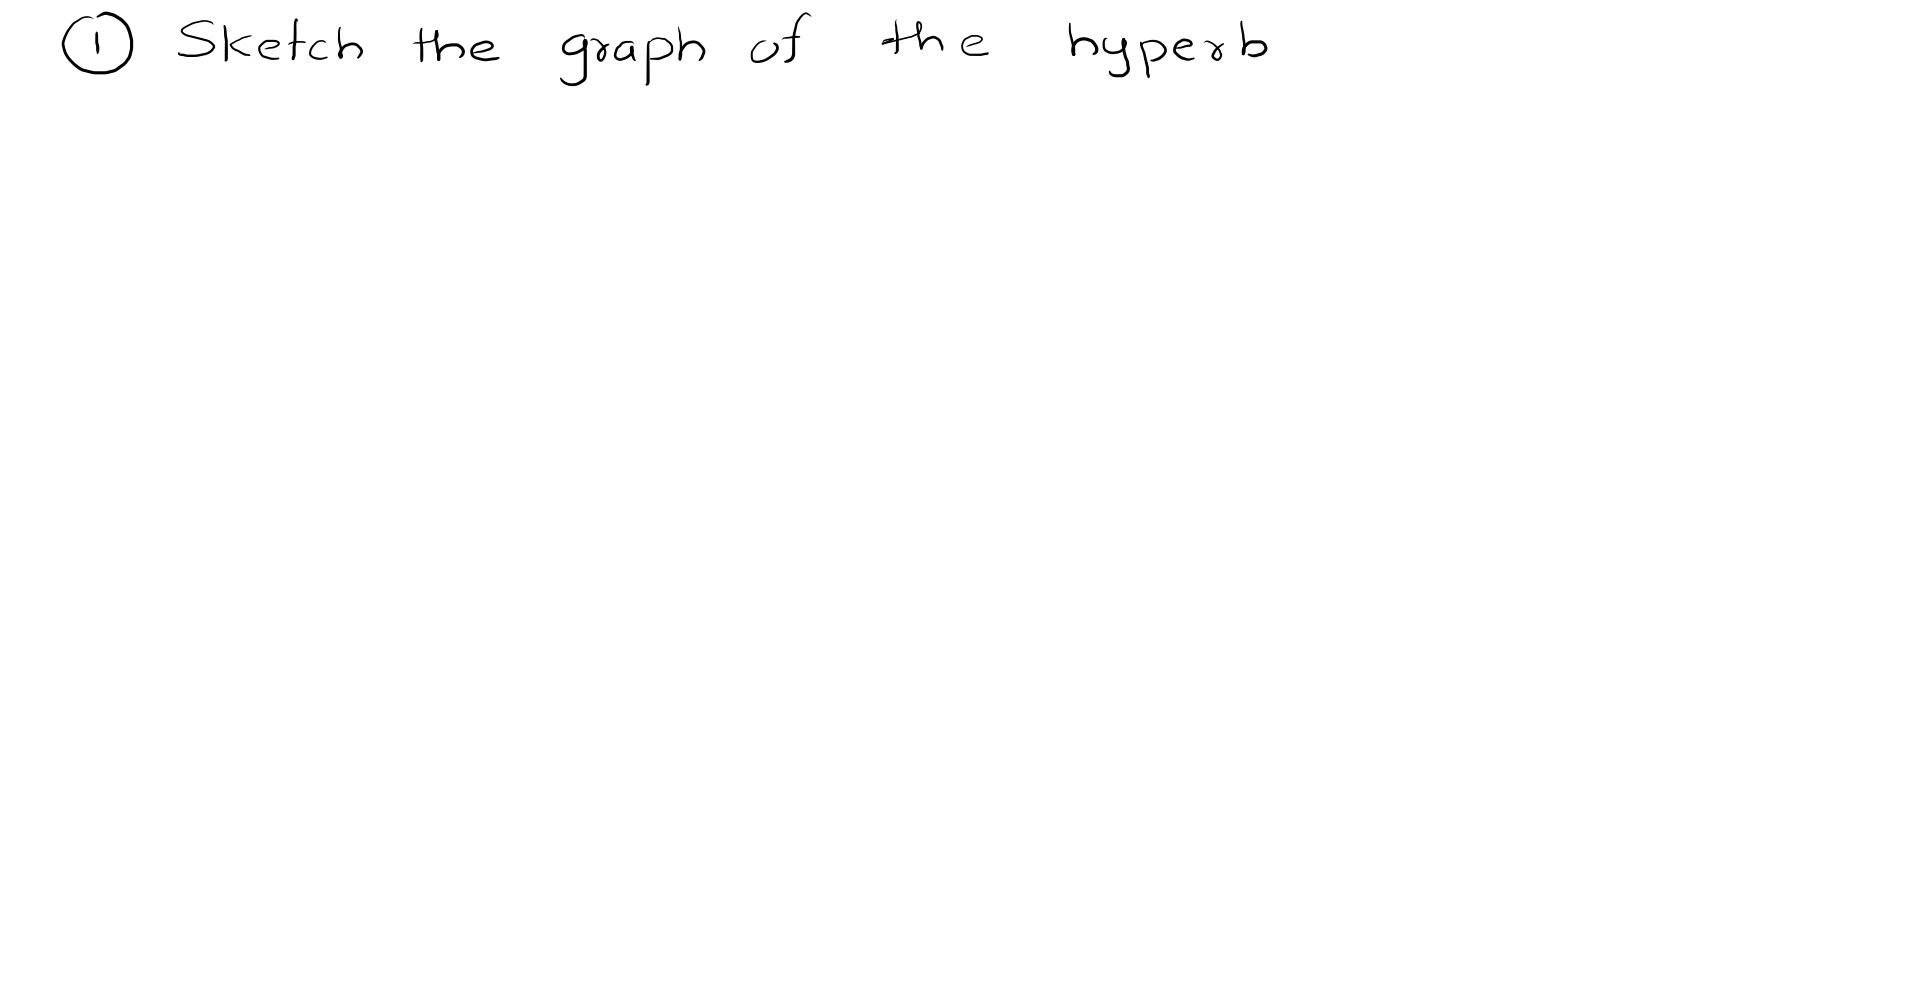 ① Sketch the graph of the hyperb